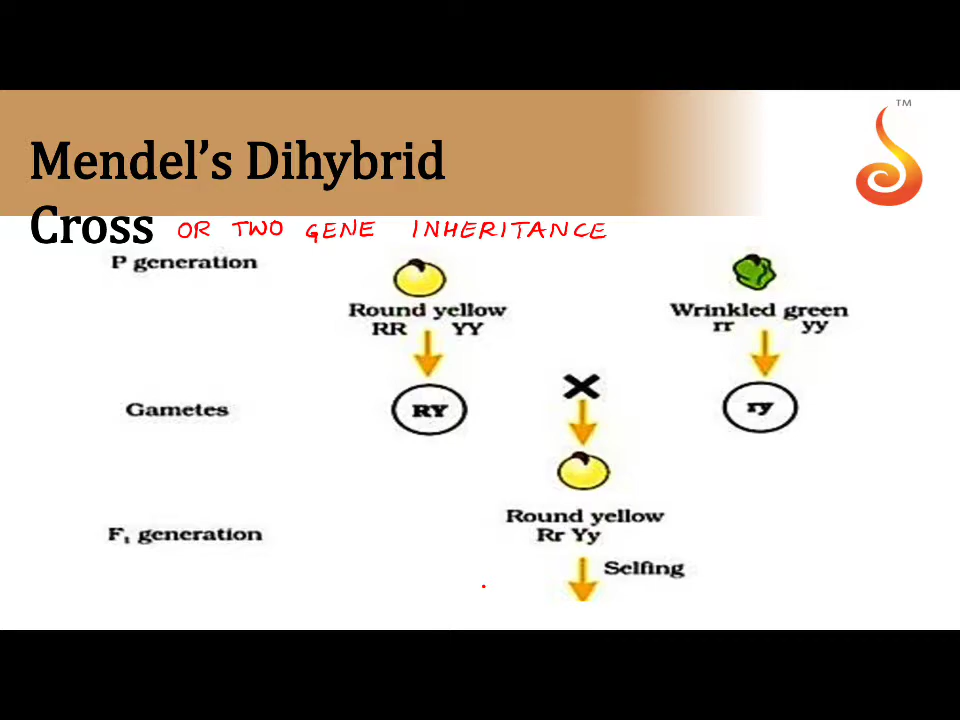 TM
Mendel’s Dihybrid
Cross OR TWO GENE INHERITANCE
P generation
Round yellow
RR YY
Wrinkled green
rr yy
Gametes
RY
ry
Round yellow
Rr Yy
F₁ generation
Selfing